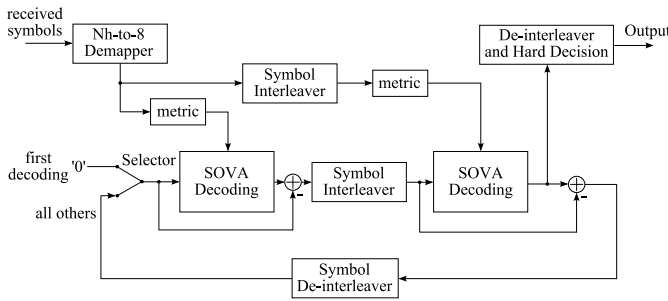 received
symbols
Nh-to-8
Demapper
De-interleaver
and Hard Decision
Output
Symbol
Interleaver
metric
metric
first
decoding
'0'
Selector
SOVA
Decoding
-
Symbol
Interleaver
SOVA
Decoding
-
all others
Symbol
De-interleaver